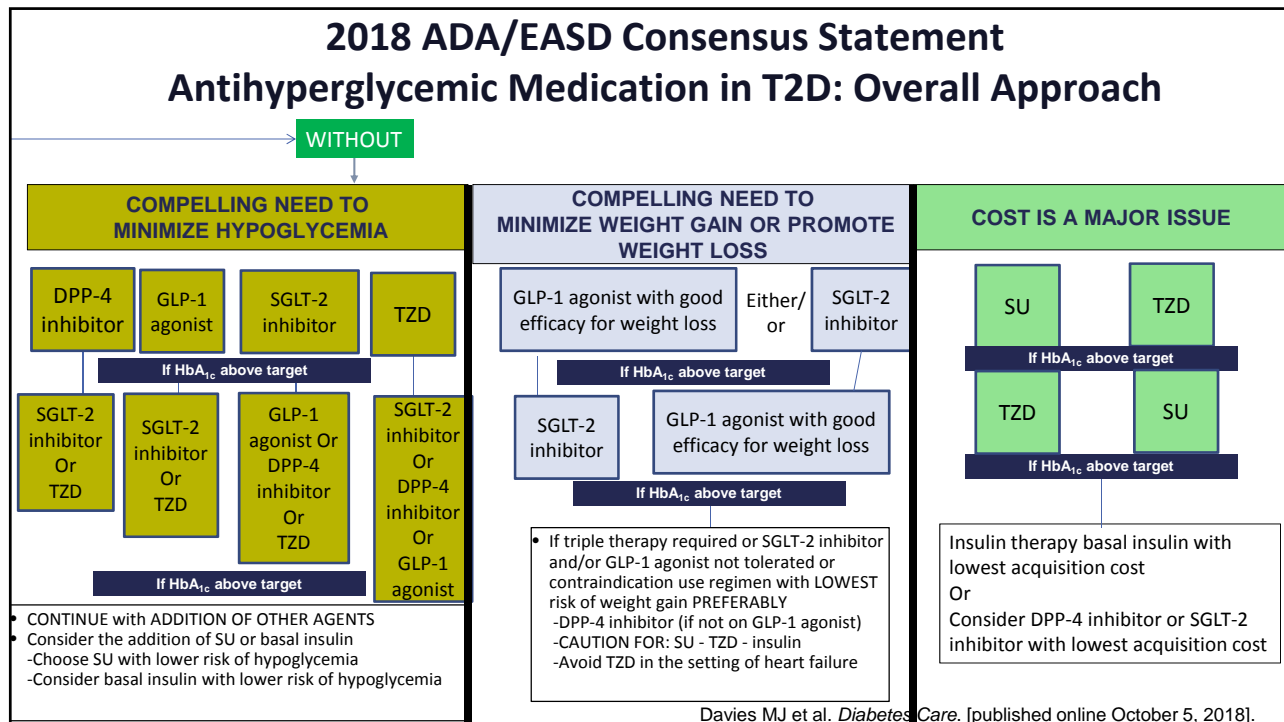 2018 ADA/EASD Consensus Statement
Antihyperglycemic Medication in T2D: Overall Approach
WITHOUT
COMPELLING NEED TO
MINIMIZE HYPOGLYCEMIA
DPP-4
inhibitor
GLP-1
agonist
SGLT-2
inhibitor
TZD
If HbA1c above target
SGLT-2
inhibitor
Or
TZD
SGLT-2
inhibitor
Or
TZD
GLP-1
agonist Or
DPP-4
inhibitor
Or
TZD
SGLT-2
inhibitor
Or
DPP-4
inhibitor
Or
GLP-1
agonist
If HbA1c above target
• CONTINUE with ADDITION OF OTHER AGENTS
• Consider the addition of SU or basal insulin
-Choose SU with lower risk of hypoglycemia
-Consider basal insulin with lower risk of hypoglycemia
COMPELLING NEED TO
MINIMIZE WEIGHT GAIN OR PROMOTE
WEIGHT LOSS
GLP-1 agonist with good
efficacy for weight loss
Either/
or
SGLT-2
inhibitor
If HbA1c above target
SGLT-2
inhibitor
GLP-1 agonist with good
efficacy for weight loss
If HbA1c above target
• If triple therapy required or SGLT-2 inhibitor
and/or GLP-1 agonist not tolerated or
contraindication use regimen with LOWEST
risk of weight gain PREFERABLY
-DPP-4 inhibitor (if not on GLP-1 agonist)
-CAUTION FOR: SU - TZD - insulin
-Avoid TZD in the setting of heart failure
COST IS A MAJOR ISSUE
SU
TZD
If HbA1c above target
TZD
SU
If HbA1c above target
Insulin therapy basal insulin with
lowest acquisition cost
Or
Consider DPP-4 inhibitor or SGLT-2
inhibitor with lowest acquisition cost
Davies MJ et al. Diabetes Care. [published online October 5, 2018].